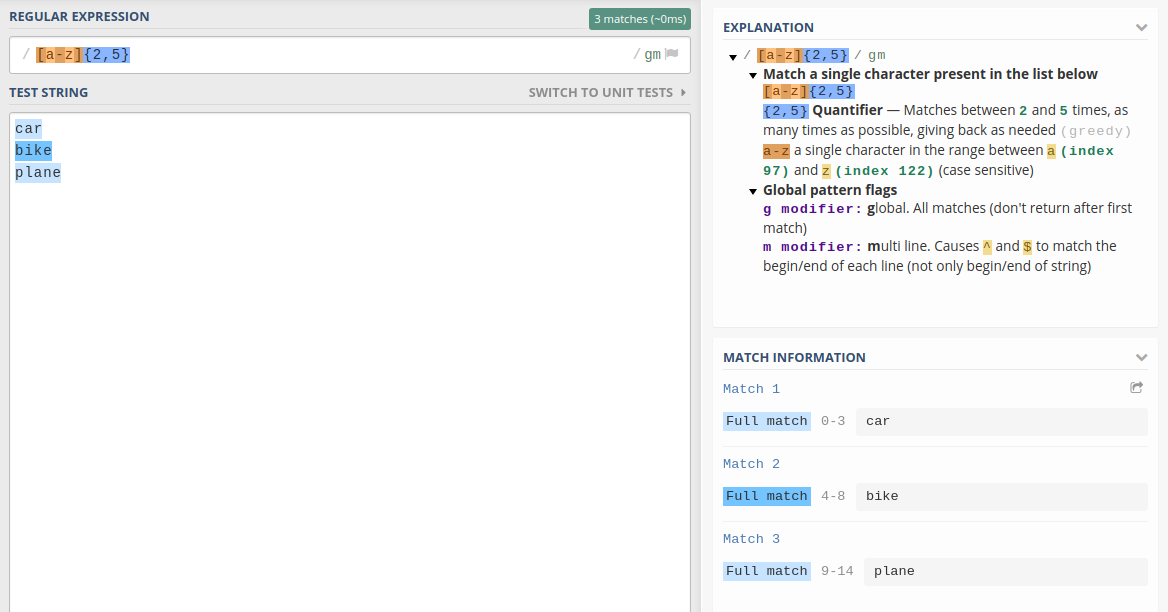 REGULAR EXPRESSION
3 matches (~0ms)
/ [a-z]{2,5} / gm
TEST STRING
SWITCH TO UNIT TESTS
car
bike
plane
EXPLANATION
/ [a-z]{2,5} / gm
Match a single character present in the list below
[a-z]{2,5}
{2,5} Quantifier — Matches between 2 and 5 times, as
many times as possible, giving back as needed (greedy)
a-z a single character in the range between a (index
97) and z (index 122) (case sensitive)
Global pattern flags
g modifier: global. All matches (don't return after first
match)
m modifier: multi line. Causes ^ and $ to match the
begin/end of each line (not only begin/end of string)
MATCH INFORMATION
Match 1
Full match 0-3 car
Match 2
Full match 4-8 bike
Match 3
Full match 9-14 plane